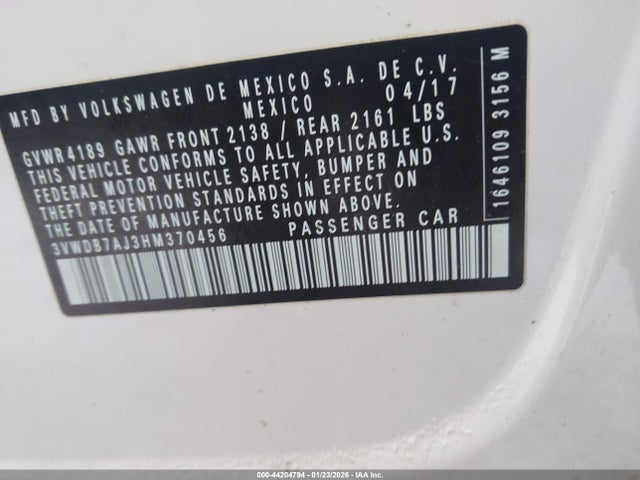 MFD BY VOLKSWAGEN DE MEXICO S.A. DE C.V.
MEXICO 04/17
GVWR4189 GAWR FRONT 2138 / REAR 2161 LBS
THIS VEHICLE CONFORMS TO ALL APPLICABLE U.S.
FEDERAL MOTOR VEHICLE SAFETY, BUMPER AND
THEFT PREVENTION STANDARDS IN EFFECT ON
THE DATE OF MANUFACTURE SHOWN ABOVE.
3VWDB7AJ3HM370456 PASSENGER CAR
1646109 3156 M
000-44204794 - 01/23/2026 - IAA Inc.